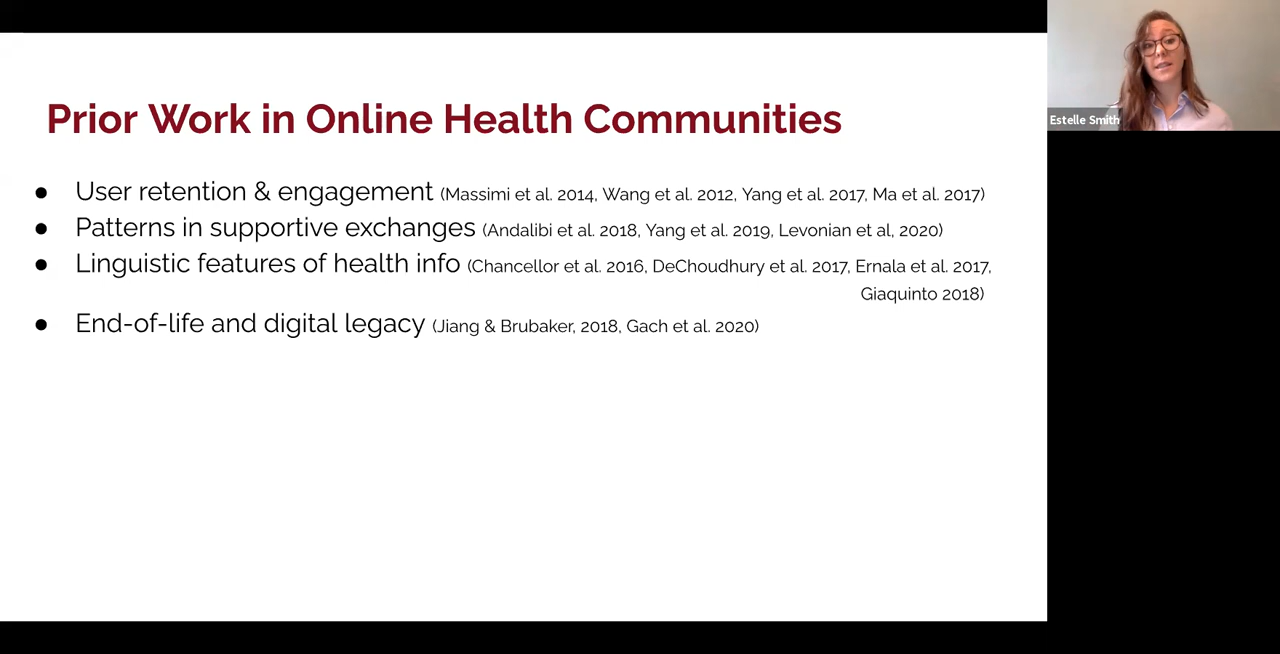 Prior Work in Online Health Communities
● User retention & engagement (Massimi et al. 2014, Wang et al. 2012, Yang et al. 2017, Ma et al. 2017)
● Patterns in supportive exchanges (Andalibi et al. 2018, Yang et al. 2019, Levonian et al, 2020)
● Linguistic features of health info (Chancellor et al. 2016, DeChoudhury et al. 2017, Ernala et al. 2017,
Giaquinto 2018)
● End-of-life and digital legacy (Jiang & Brubaker, 2018, Gach et al. 2020)
Estelle Smith